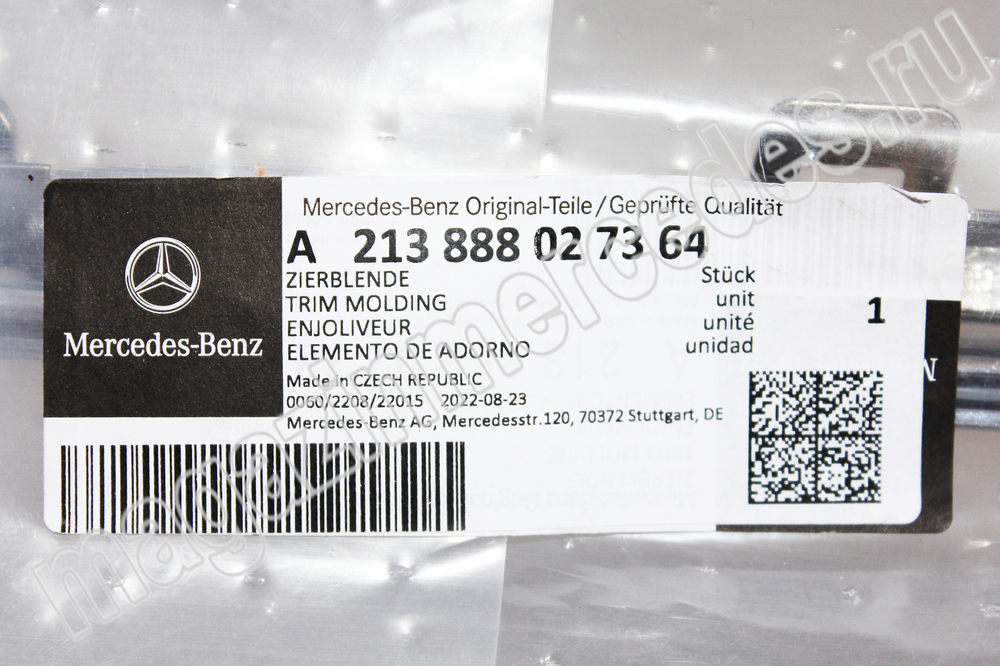 Mercedes-Benz Original-Teile/Geprüfte Qualität
A 213 888 02 73 64
ZIERBLENDE
TRIM MOLDING
ENJOLIVEUR
ELEMENTO DE ADORNO
Stück
unit
unité
unidad
1
Made in CZECH REPUBLIC
0060/2208/22015 2022-08-23
Mercedes-Benz AG, Mercedesstr.120, 70372 Stuttgart, DE
Mercedes-Benz
magazinmercedes.ru